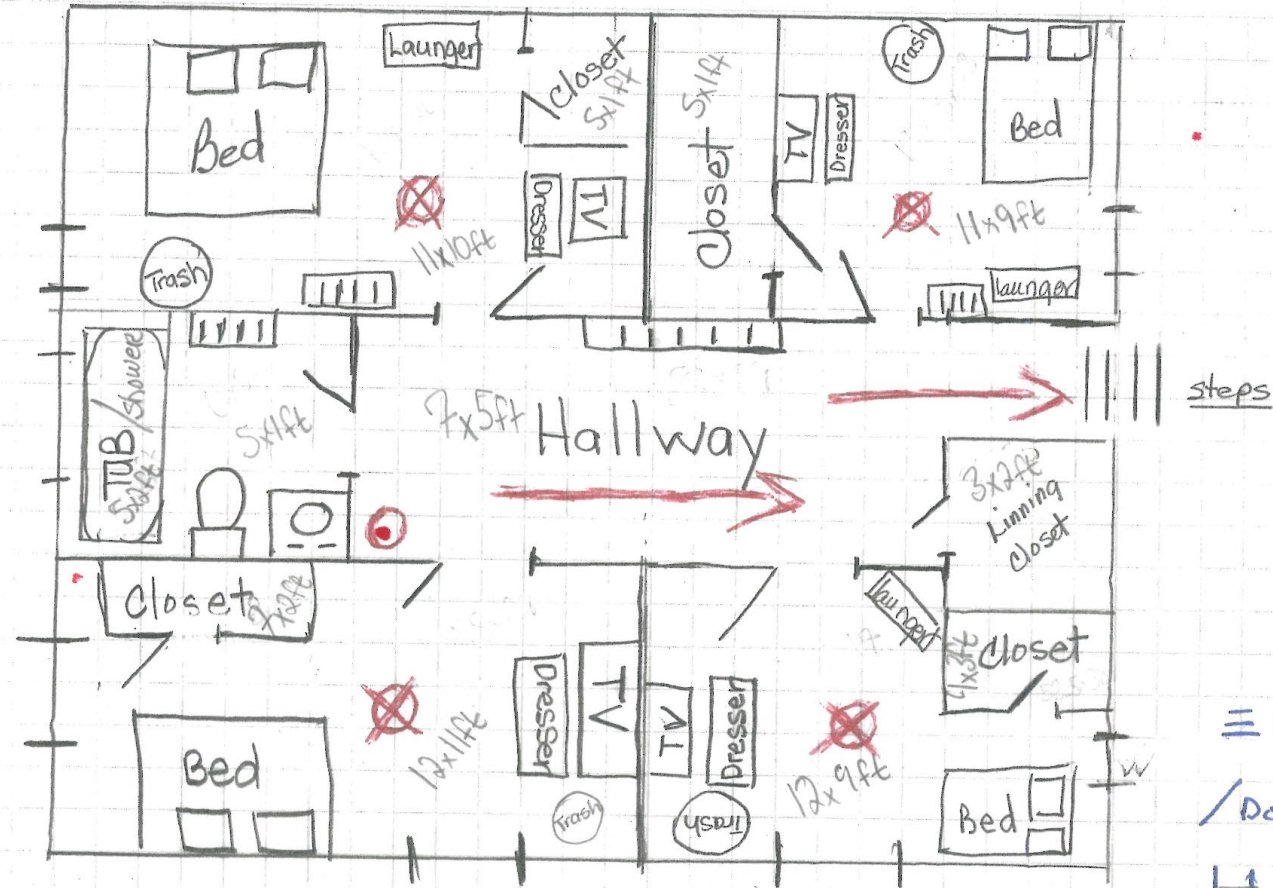 Launger
Closet
5x1ft
Bed
Dresser
TV
11x10ft
Trash
Closet 5x1ft
TV
Dresser
Trash
Bed
11x9ft
Launger
TUB/Shower
5x2ft
5x1ft
7x5ft
Hallway
steps
3x2ft
Linning
Closet
Closet 7x2ft
Bed
12x11ft
Dresser
TV
Trash
TV
Dresser
Trash
12x9ft
Launger
4x3ft
Closet
Bed
W